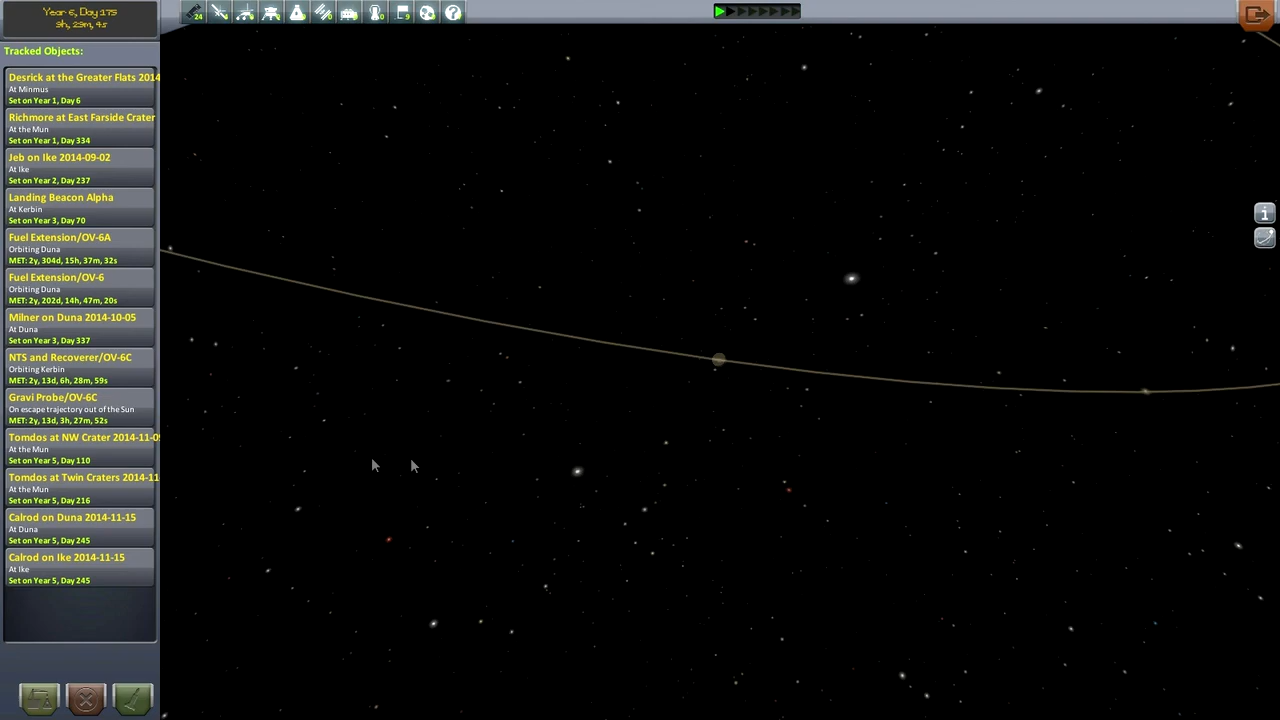 Year 6, Day 175
9h, 29m, 4s
24
9
Tracked Objects:
Desrick at the Greater Flats 2014
At Minmus
Set on Year 1, Day 6
Richmore at East Farside Crater
At the Mun
Set on Year 1, Day 334
Jeb on Ike 2014-09-02
At Ike
Set on Year 2, Day 237
Landing Beacon Alpha
At Kerbin
Set on Year 3, Day 70
Fuel Extension/OV-6A
Orbiting Duna
MET: 2y, 304d, 15h, 37m, 32s
Fuel Extension/OV-6
Orbiting Duna
MET: 2y, 202d, 14h, 47m, 20s
Milner on Duna 2014-10-05
At Duna
Set on Year 3, Day 337
NTS and Recoverer/OV-6C
Orbiting Kerbin
MET: 2y, 13d, 6h, 28m, 59s
Gravi Probe/OV-6C
On escape trajectory out of the Sun
MET: 2y, 13d, 3h, 27m, 52s
Tomdos at NW Crater 2014-11-09
At the Mun
Set on Year 5, Day 110
Tomdos at Twin Craters 2014-11
At the Mun
Set on Year 5, Day 216
Calrod on Duna 2014-11-15
At Duna
Set on Year 5, Day 245
Calrod on Ike 2014-11-15
At Ike
Set on Year 5, Day 245